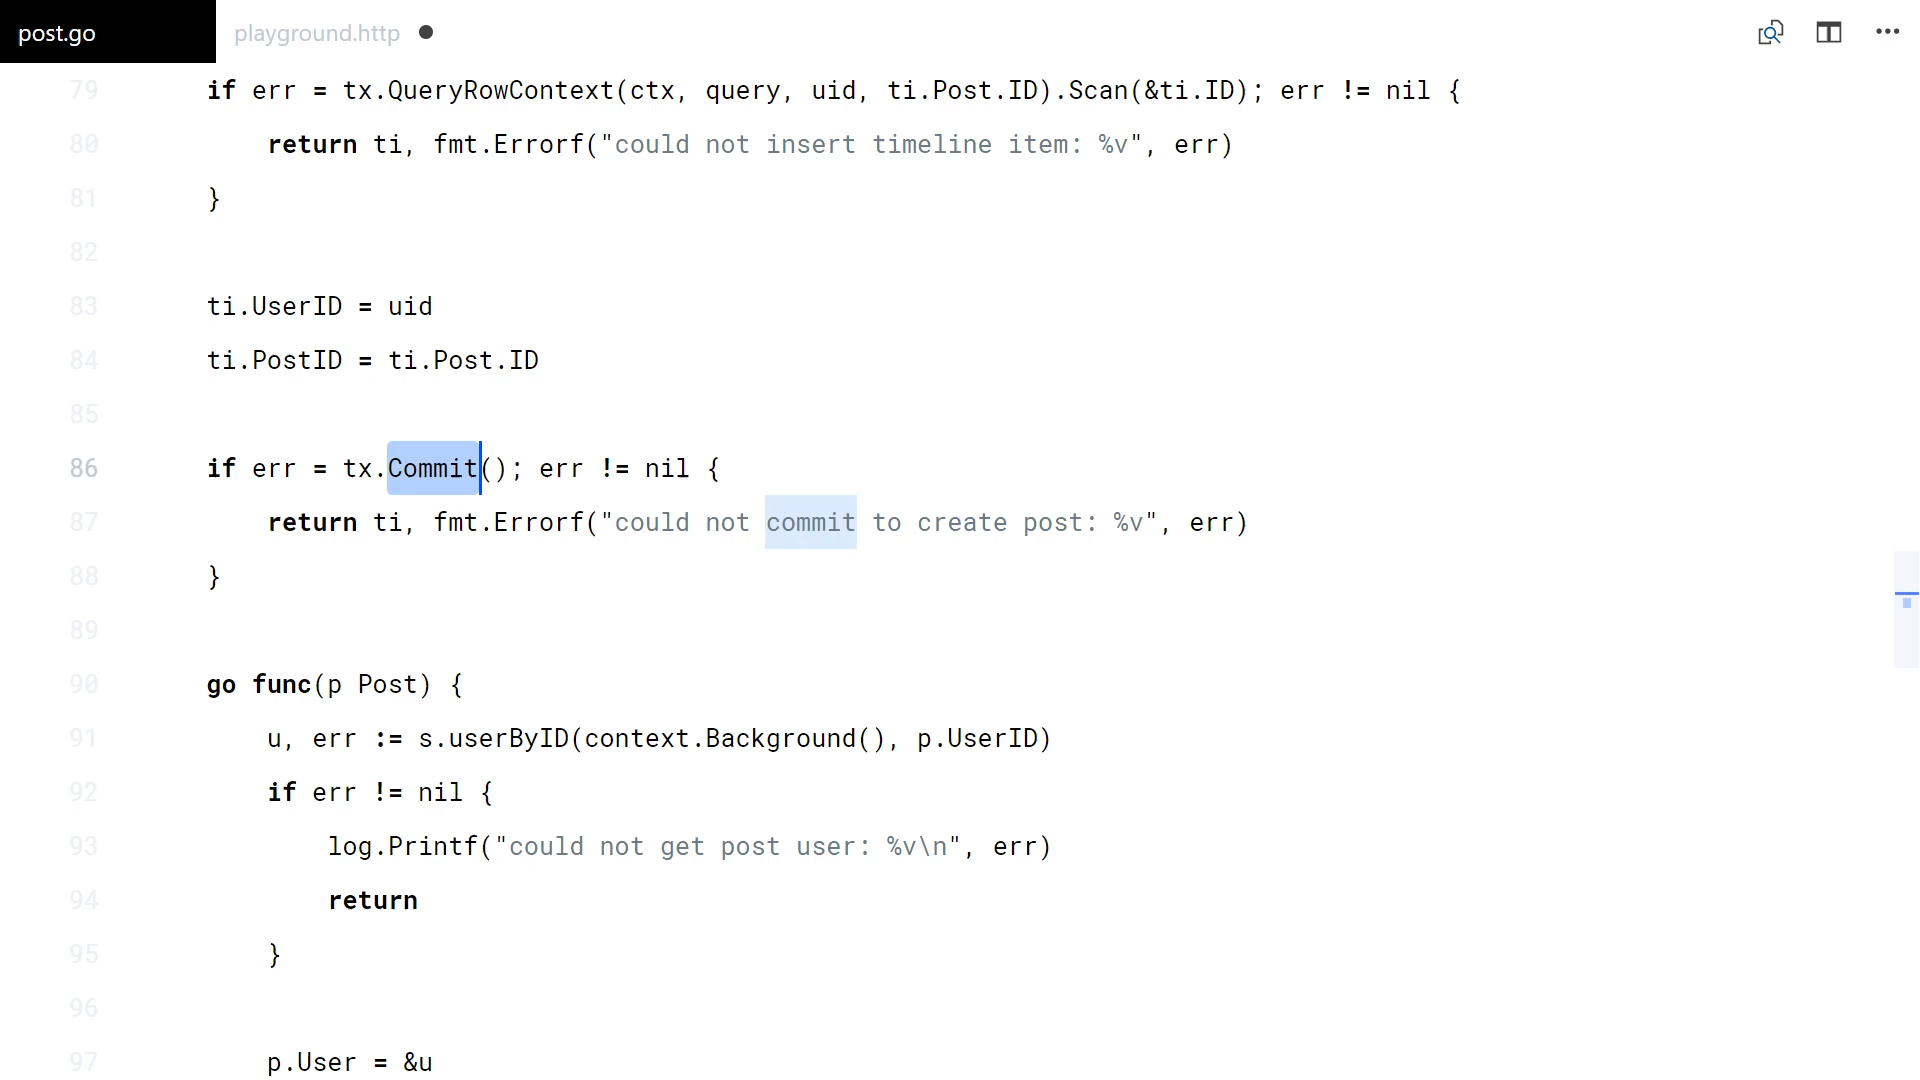 post.go playground.http
79 if err = tx.QueryRowContext(ctx, query, uid, ti.Post.ID).Scan(&ti.ID); err != nil {
80 return ti, fmt.Errorf("could not insert timeline item: %v", err)
81 }
82
83 ti.UserID = uid
84 ti.PostID = ti.Post.ID
85
86 if err = tx.Commit(); err != nil {
87 return ti, fmt.Errorf("could not commit to create post: %v", err)
88 }
89
90 go func(p Post) {
91 u, err := s.userByID(context.Background(), p.UserID)
92 if err != nil {
93 log.Printf("could not get post user: %v\n", err)
94 return
95 }
96
97 p.User = &u